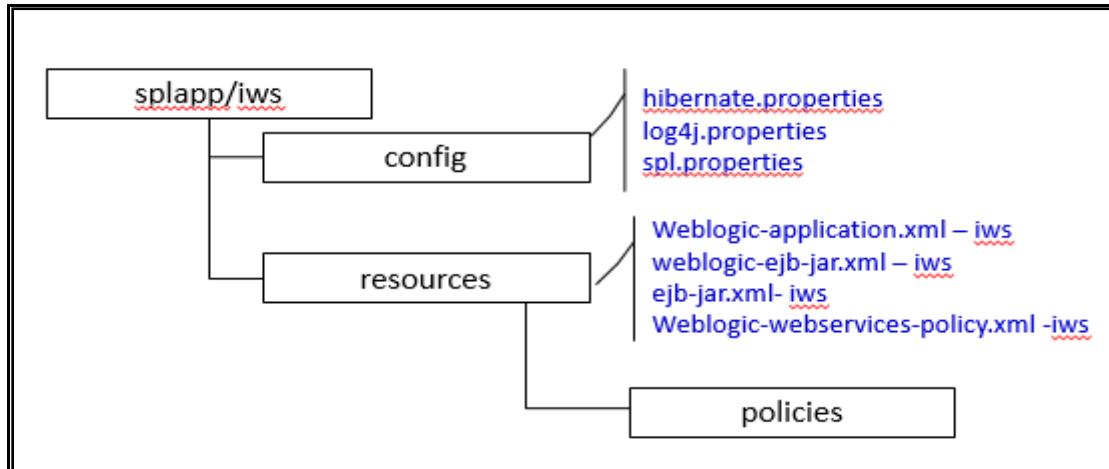 splapp/iws
config
hibernate.properties
log4j.properties
spl.properties
resources
Weblogic-application.xml – iws
weblogic-ejb-jar.xml – iws
ejb-jar.xml- iws
Weblogic-webservices-policy.xml -iws
policies